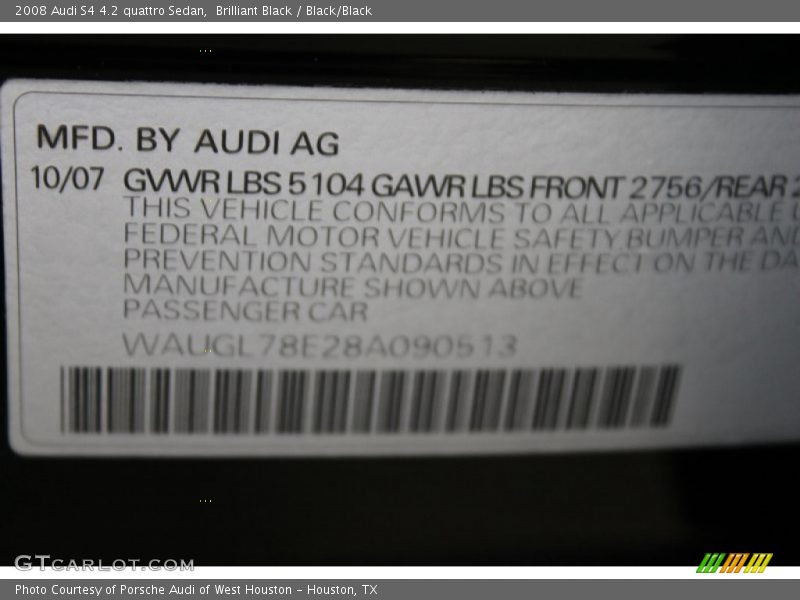 2008 Audi S4 4.2 quattro Sedan,  Brilliant Black / Black/Black
MFD. BY AUDI AG
10/07 GVWR LBS 5104 GAWR LBS FRONT 2756/REAR 2
THIS VEHICLE CONFORMS TO ALL APPLICABLE
FEDERAL MOTOR VEHICLE SAFETY BUMPER AND
PREVENTION STANDARDS IN EFFECT ON THE DA
MANUFACTURE SHOWN ABOVE
PASSENGER CAR
WAUGL78E28A090513
GTCARLOT.COM
Photo Courtesy of Porsche Audi of West Houston - Houston, TX